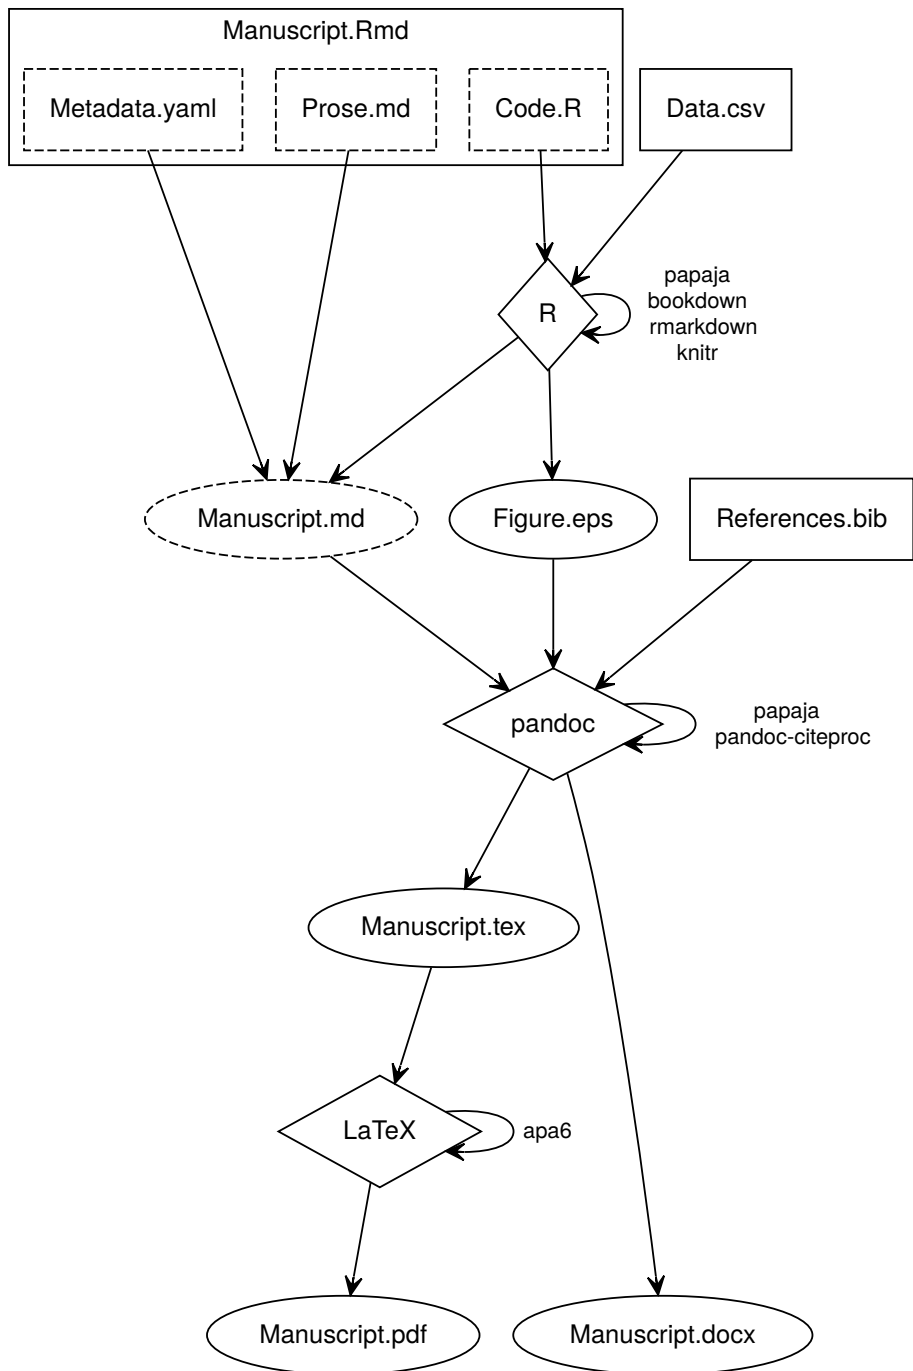 Manuscript.Rmd
Metadata.yaml
Prose.md
Code.R
Data.csv
R
papaja
bookdown
rmarkdown
knitr
Manuscript.md
Figure.eps
References.bib
pandoc
papaja
pandoc-citeproc
Manuscript.tex
LaTeX
apa6
Manuscript.pdf
Manuscript.docx